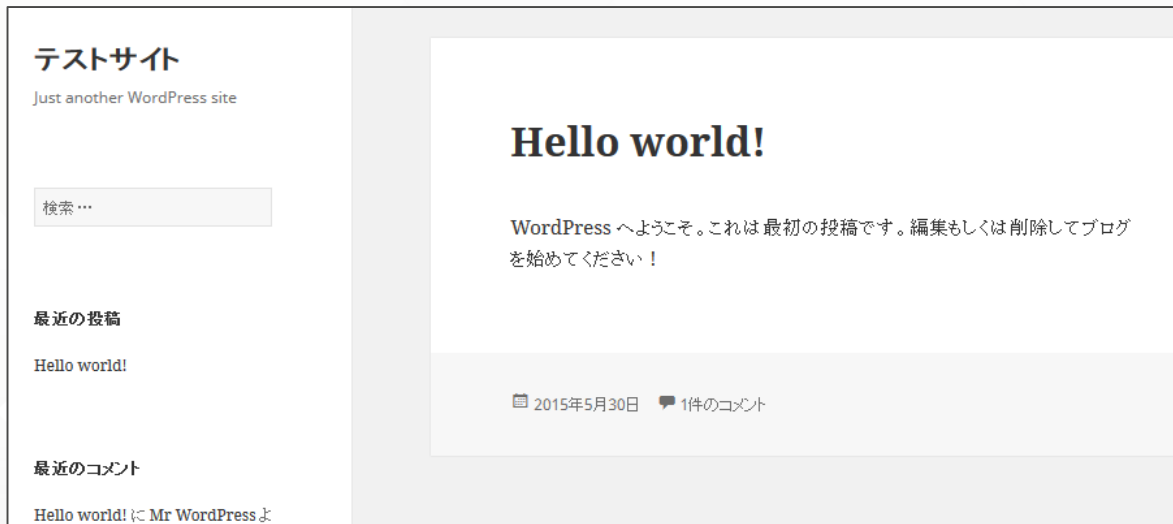 テストサイト
Just another WordPress site
検索 …
最近の投稿
Hello world!
最近のコメント
Hello world! に Mr WordPress よ
Hello world!
WordPress へようこそ。これは最初の投稿です。編集もしくは削除してブログ
を始めてください !
2015年5月30日 1件のコメント